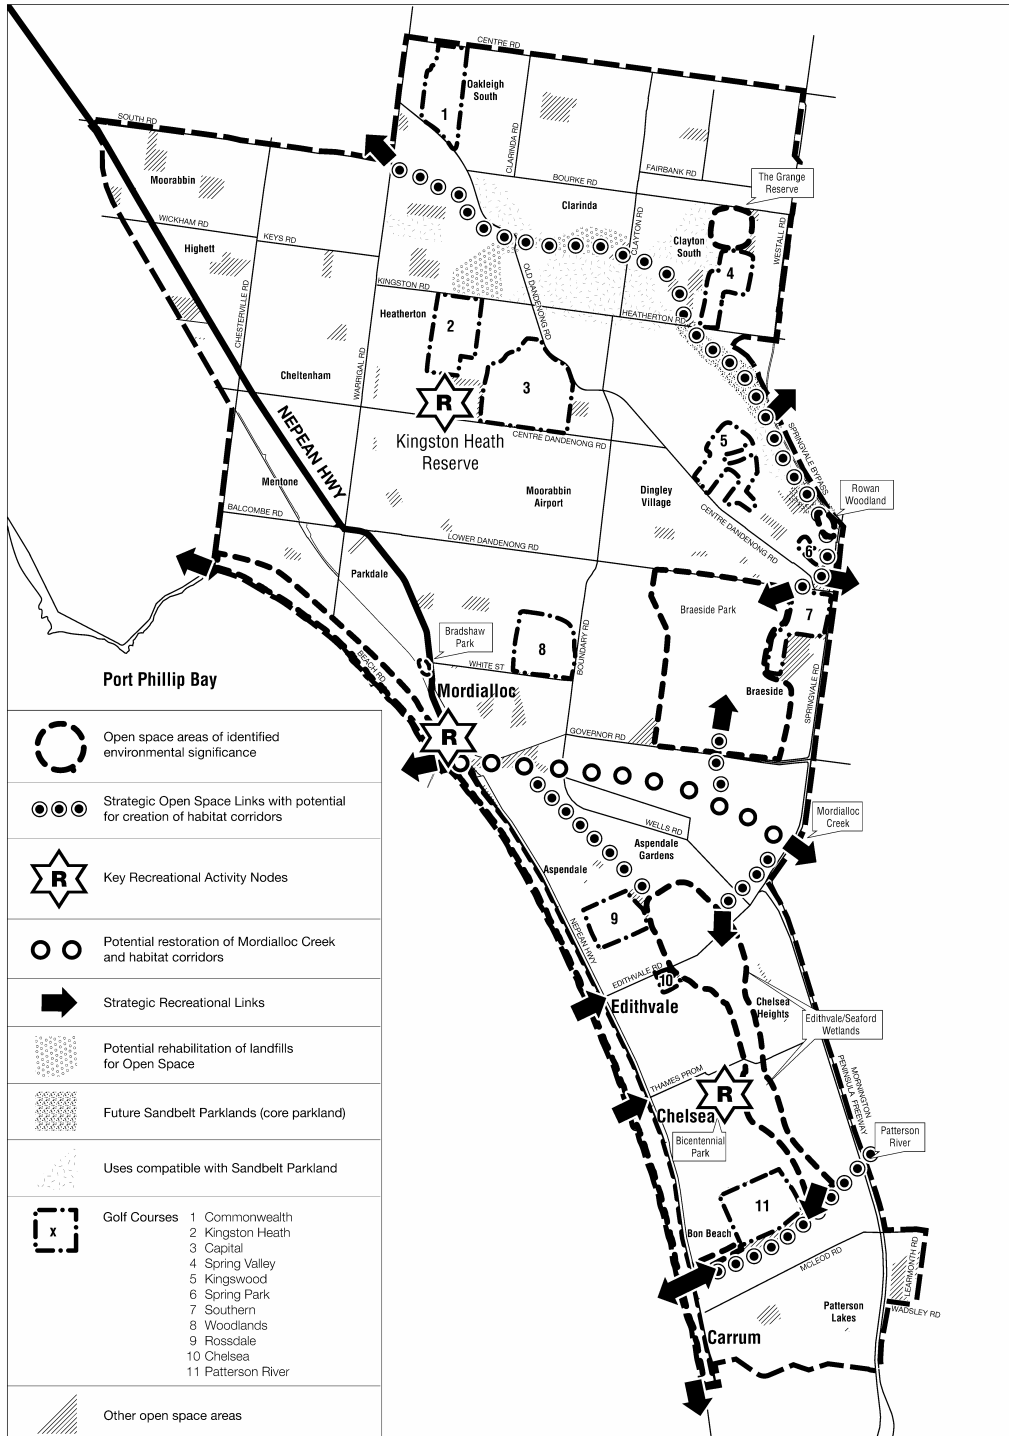 CENTRE RD
Oakleigh
South
1
SOUTH RD
CLARINDA RD
FAIRBANK RD
BOURKE RD
The Grange
Reserve
Moorabbin
Clarinda
WICKHAM RD
KEYS RD
CLAYTON RD
Clayton
South
WESTALL RD
Highett
4
KINGSTON RD
OLD DANDENONG RD
CHESTERVILLE RD
Heatherton
HEATHERTON RD
2
WARRIGAL RD
Cheltenham
3
R
Kingston Heath
Reserve
NEPEAN HWY
CENTRE DANDENONG RD
5
SPRINGVALE BYPASS
Mentone
Moorabbin
Airport
Dingley
Village
Rowan
Woodland
BALCOMBE RD
CENTRE DANDENONG RD
LOWER DANDENONG RD
6
Parkdale
Braeside Park
7
Bradshaw
Park
BOUNDARY RD
8
WHITE ST
BEACH RD
Port Phillip Bay
Mordialloc
Braeside
SPRINGVALE RD
R
GOVERNOR RD
Mordialloc
Creek
WELLS RD
Aspendale
Gardens
Aspendale
9
NEPEAN HWY
EDITHVALE RD
10
Edithvale
Chelsea
Heights
Edithvale/Seaford
Wetlands
MORNINGTON
PENINSULA FREEWAY
THAMES PROM
R
Chelsea
Bicentennial
Park
Patterson
River
11
Bon Beach
MCLEOD RD
LEARMONTH RD
WADSLEY RD
Patterson
Lakes
Carrum
Open space areas of identified
environmental significance
Strategic Open Space Links with potential
for creation of habitat corridors
R
Key Recreational Activity Nodes
Potential restoration of Mordialloc Creek
and habitat corridors
Strategic Recreational Links
Potential rehabilitation of landfills
for Open Space
Future Sandbelt Parklands (core parkland)
Uses compatible with Sandbelt Parkland
x
Golf Courses 1 Commonwealth
2 Kingston Heath
3 Capital
4 Spring Valley
5 Kingswood
6 Spring Park
7 Southern
8 Woodlands
9 Rossdale
10 Chelsea
11 Patterson River
Other open space areas